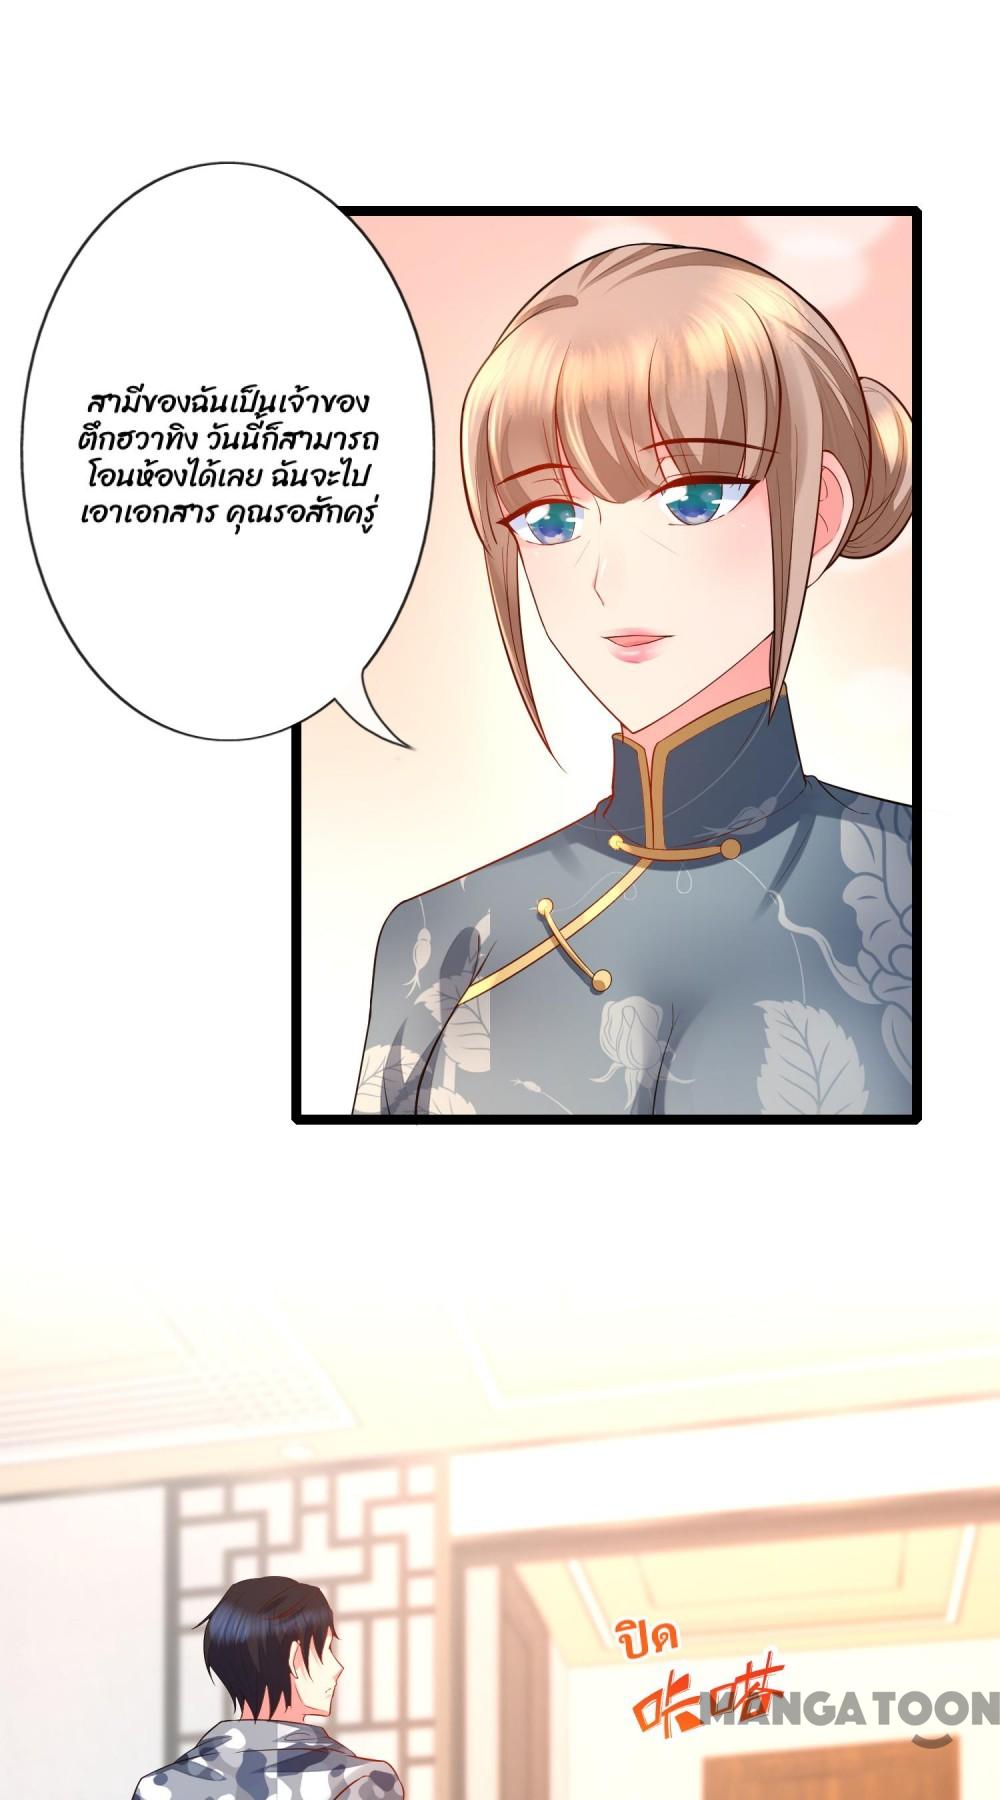 สามีของฉันเป็นเจ้าของ
ตึกฮวาทิง วันนี้ก็สามารถ
โอนห้องได้เลย ฉันจะไป
เอาเอกสาร คุณรอสักครู่
ปิด
咔嗒
MANGATOON